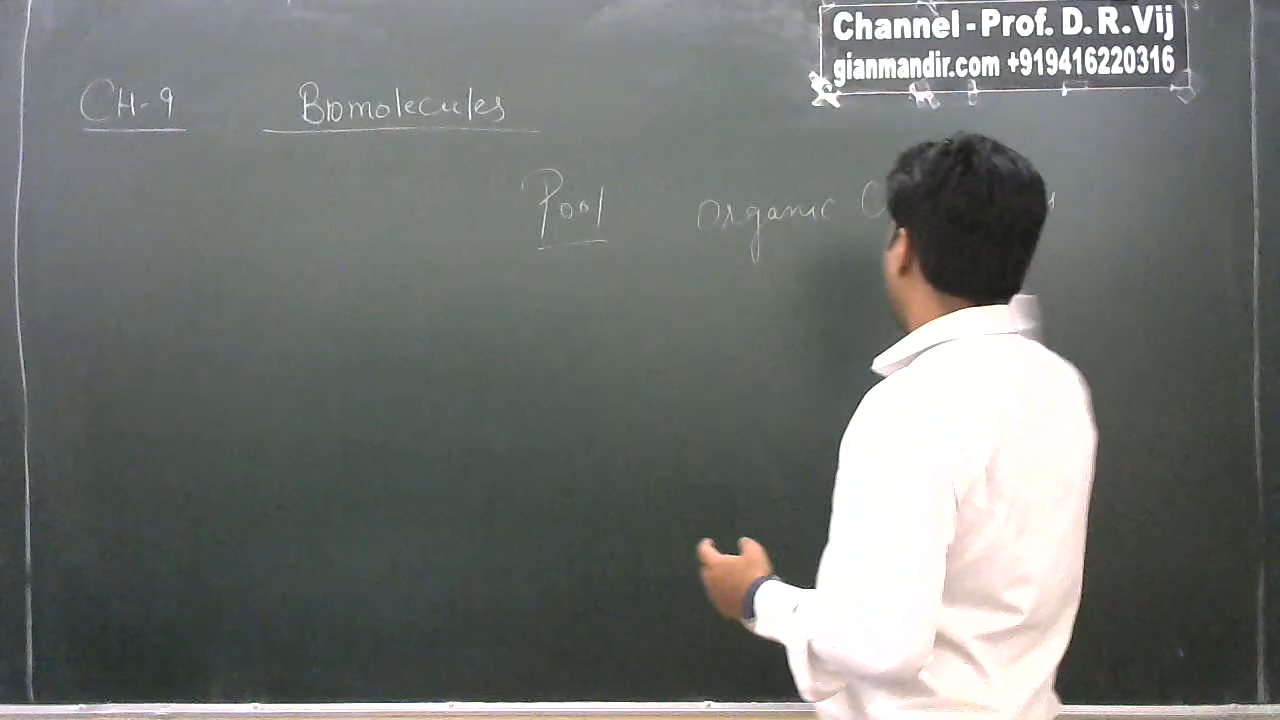 Channel - Prof. D. R. Vij
gianmandir.com +919416220316
CH-9 Biomolecules
Pool organic